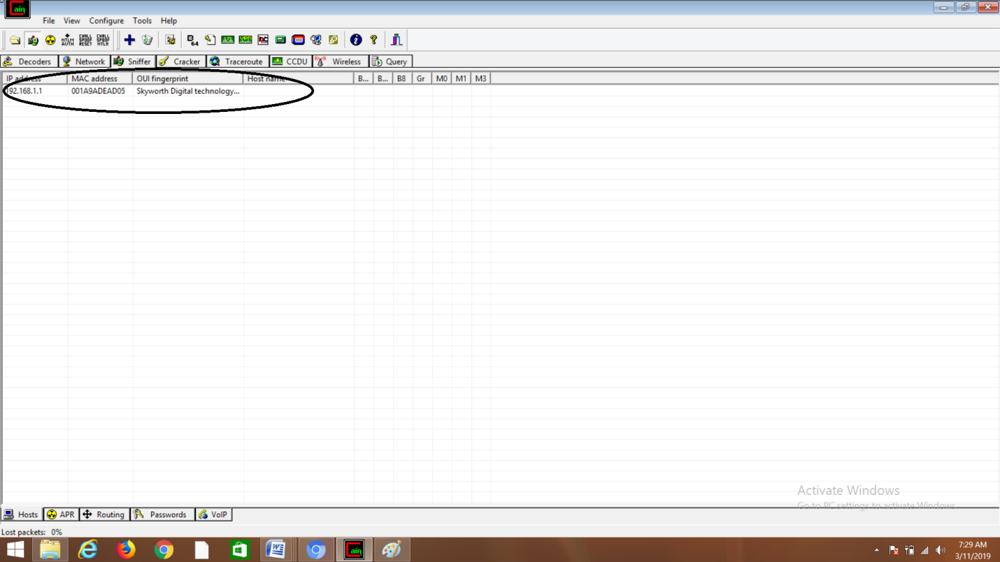 Caín
File View Configure Tools Help
NTLM AUTH CHALL SPOOF RESET CHALL SPOOF NTLM B 64
Decoders Network Sniffer Cracker Traceroute CCDU Wireless Query
IP address MAC address OUI fingerprint Host name B... B... B8 Gr M0 M1 M3
192.168.1.1 001A9ADEAD05 Skyworth Digital technology...
Activate Windows
Go to PC settings to activate Windows.
Hosts APR Routing Passwords VoIP
Lost packets: 0%
7:29 AM
3/11/2019